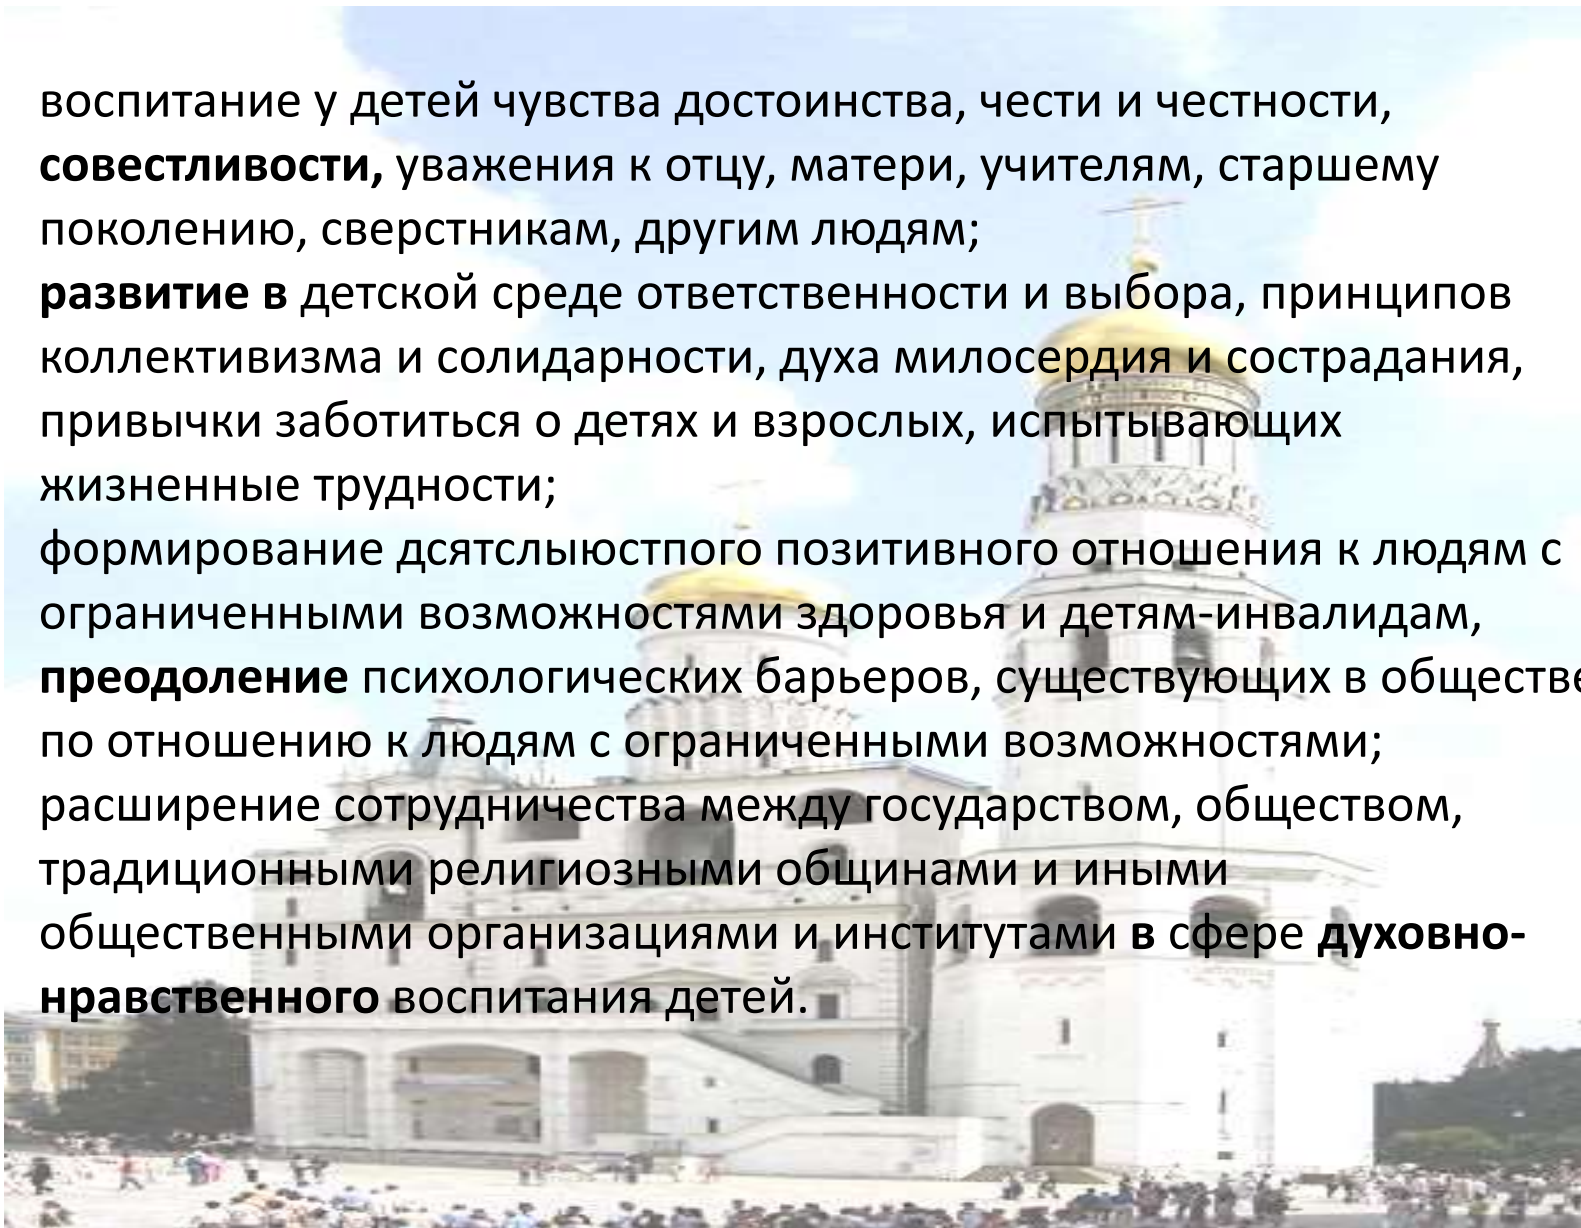 воспитание у детей чувства достоинства, чести и честности,
совестливости, уважения к отцу, матери, учителям, старшему
поколению, сверстникам, другим людям;
развитие в детской среде ответственности и выбора, принципов
коллективизма и солидарности, духа милосердия и сострадания,
привычки заботиться о детях и взрослых, испытывающих
жизненные трудности;
формирование дсятслыюстпого позитивного отношения к людям с
ограниченными возможностями здоровья и детям-инвалидам,
преодоление психологических барьеров, существующих в обществе
по отношению к людям с ограниченными возможностями;
расширение сотрудничества между государством, обществом,
традиционными религиозными общинами и иными
общественными организациями и институтами в сфере духовно-
нравственного воспитания детей.